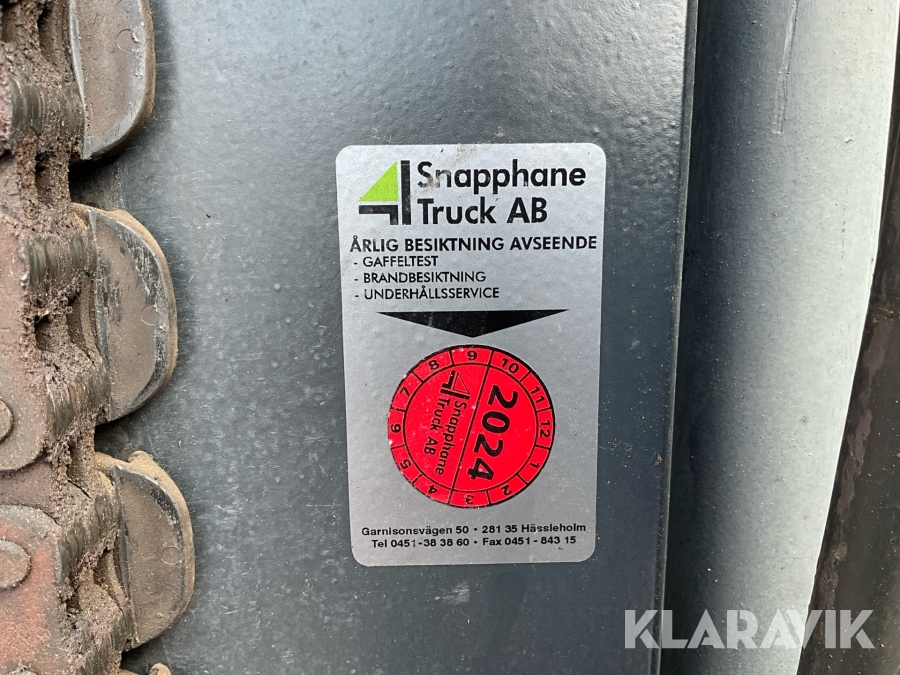 Snapphane
Truck AB
ÅRLIG BESIKTNING AVSEENDE
- GAFFELTEST
- BRANDBESIKTNING
- UNDERHÅLLSSERVICE
1 2 3 4 5 6 7 8 9 10 11 12
2024
Snapphane
Truck AB
Garnisonsvägen 50 • 281 35 Hässleholm
Tel 0451-38 38 60 • Fax 0451-843 15
KLARAVIK